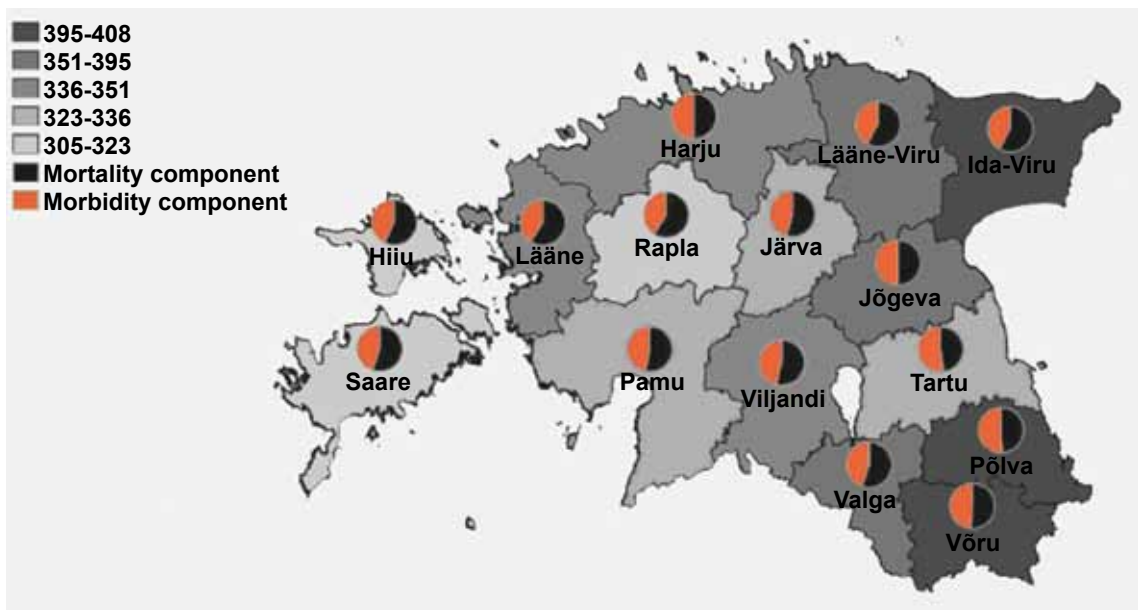 395-408
351-395
336-351
323-336
305-323
Mortality component
Morbidity component
Harju
Lääne-Viru
Ida-Viru
Hiiu
Lääne
Rapla
Järva
Jõgeva
Saare
Pamu
Viljandi
Tartu
Põlva
Valga
Võru